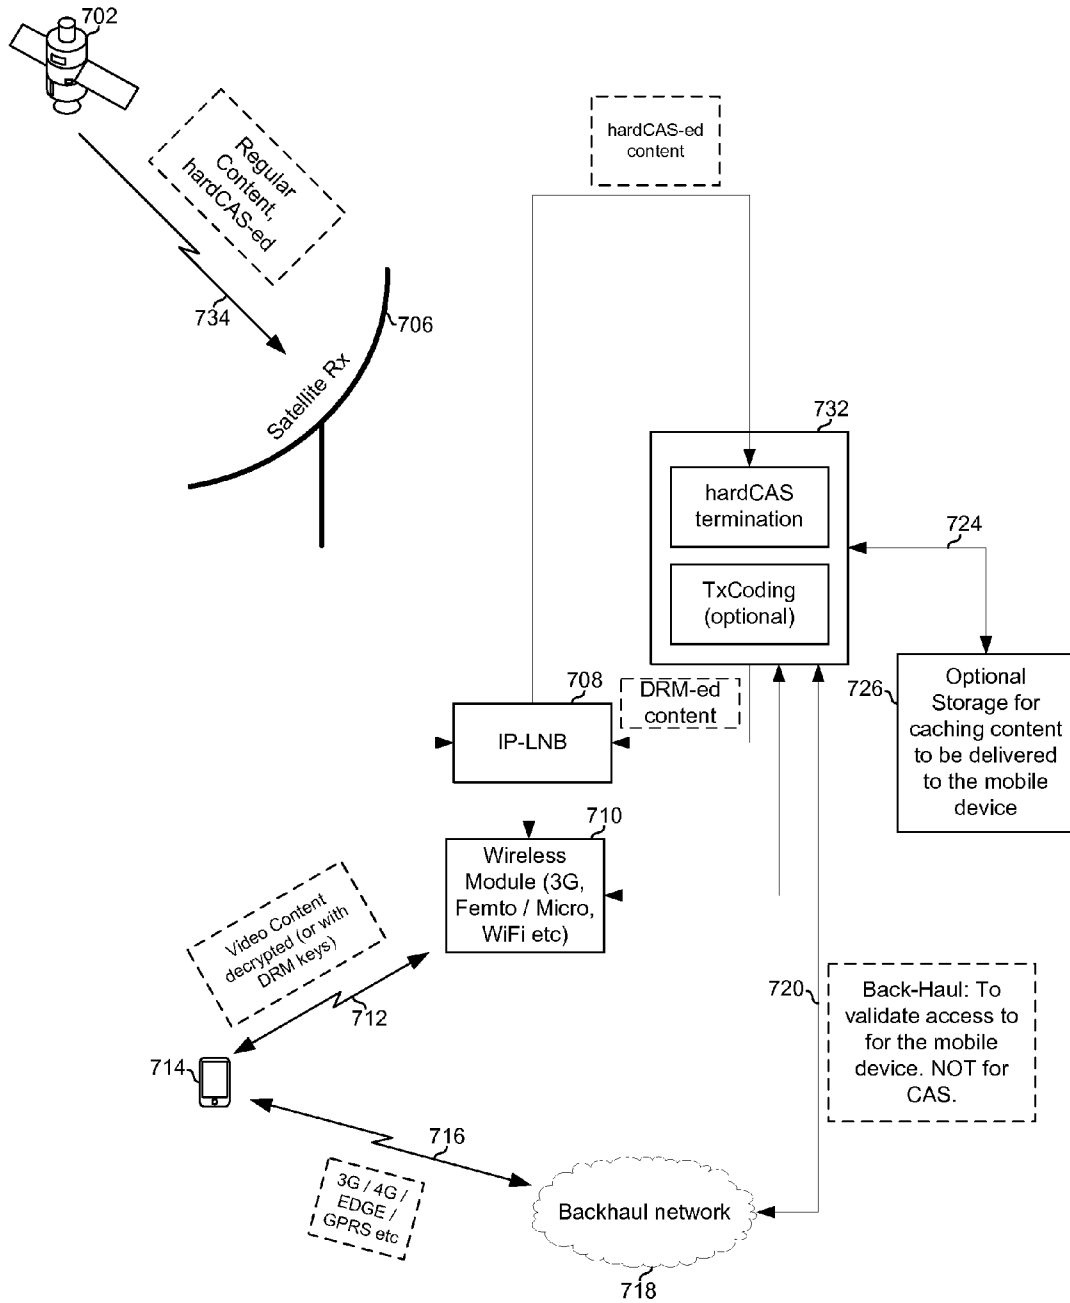 702
Regular
Content,
hardCAS-ed
hardCAS-ed
content
734
706
Satellite Rx
732
hardCAS
termination
724
TxCoding
(optional)
708
DRM-ed
content
726
Optional
Storage for
caching content
to be delivered
to the mobile
device
IP-LNB
710
Wireless
Module (3G,
Femto / Micro,
WiFi etc)
Video Content
decrypted (or with
DRM keys)
712
720
Back-Haul: To
validate access to
for the mobile
device. NOT for
CAS.
714
716
3G / 4G /
EDGE /
GPRS etc
Backhaul network
718